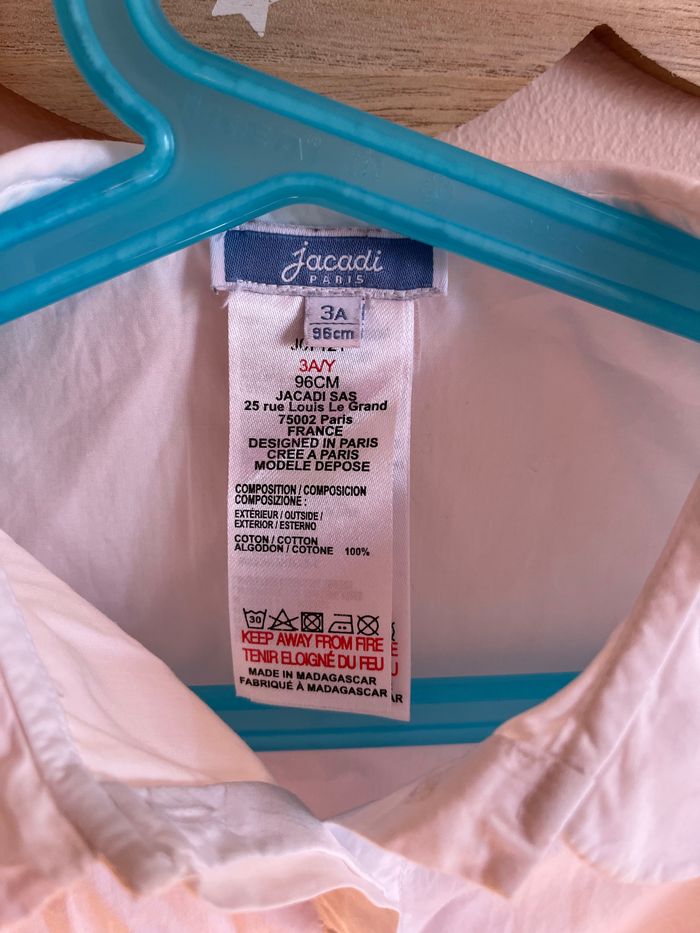 jacadi
PARIS
3A
96cm
3A/Y
96CM
JACADI SAS
25 rue Louis Le Grand
75002 Paris
FRANCE
DESIGNED IN PARIS
CREE A PARIS
MODELE DEPOSE
COMPOSITION / COMPOSICION
COMPOSIZIONE :
EXTÉRIEUR / OUTSIDE /
EXTERIOR / ESTERNO
COTON / COTTON
ALGODON / COTONE 100%
30
KEEP AWAY FROM FIRE
TENIR ELOIGNÉ DU FEU
MADE IN MADAGASCAR
FABRIQUÉ À MADAGASCAR